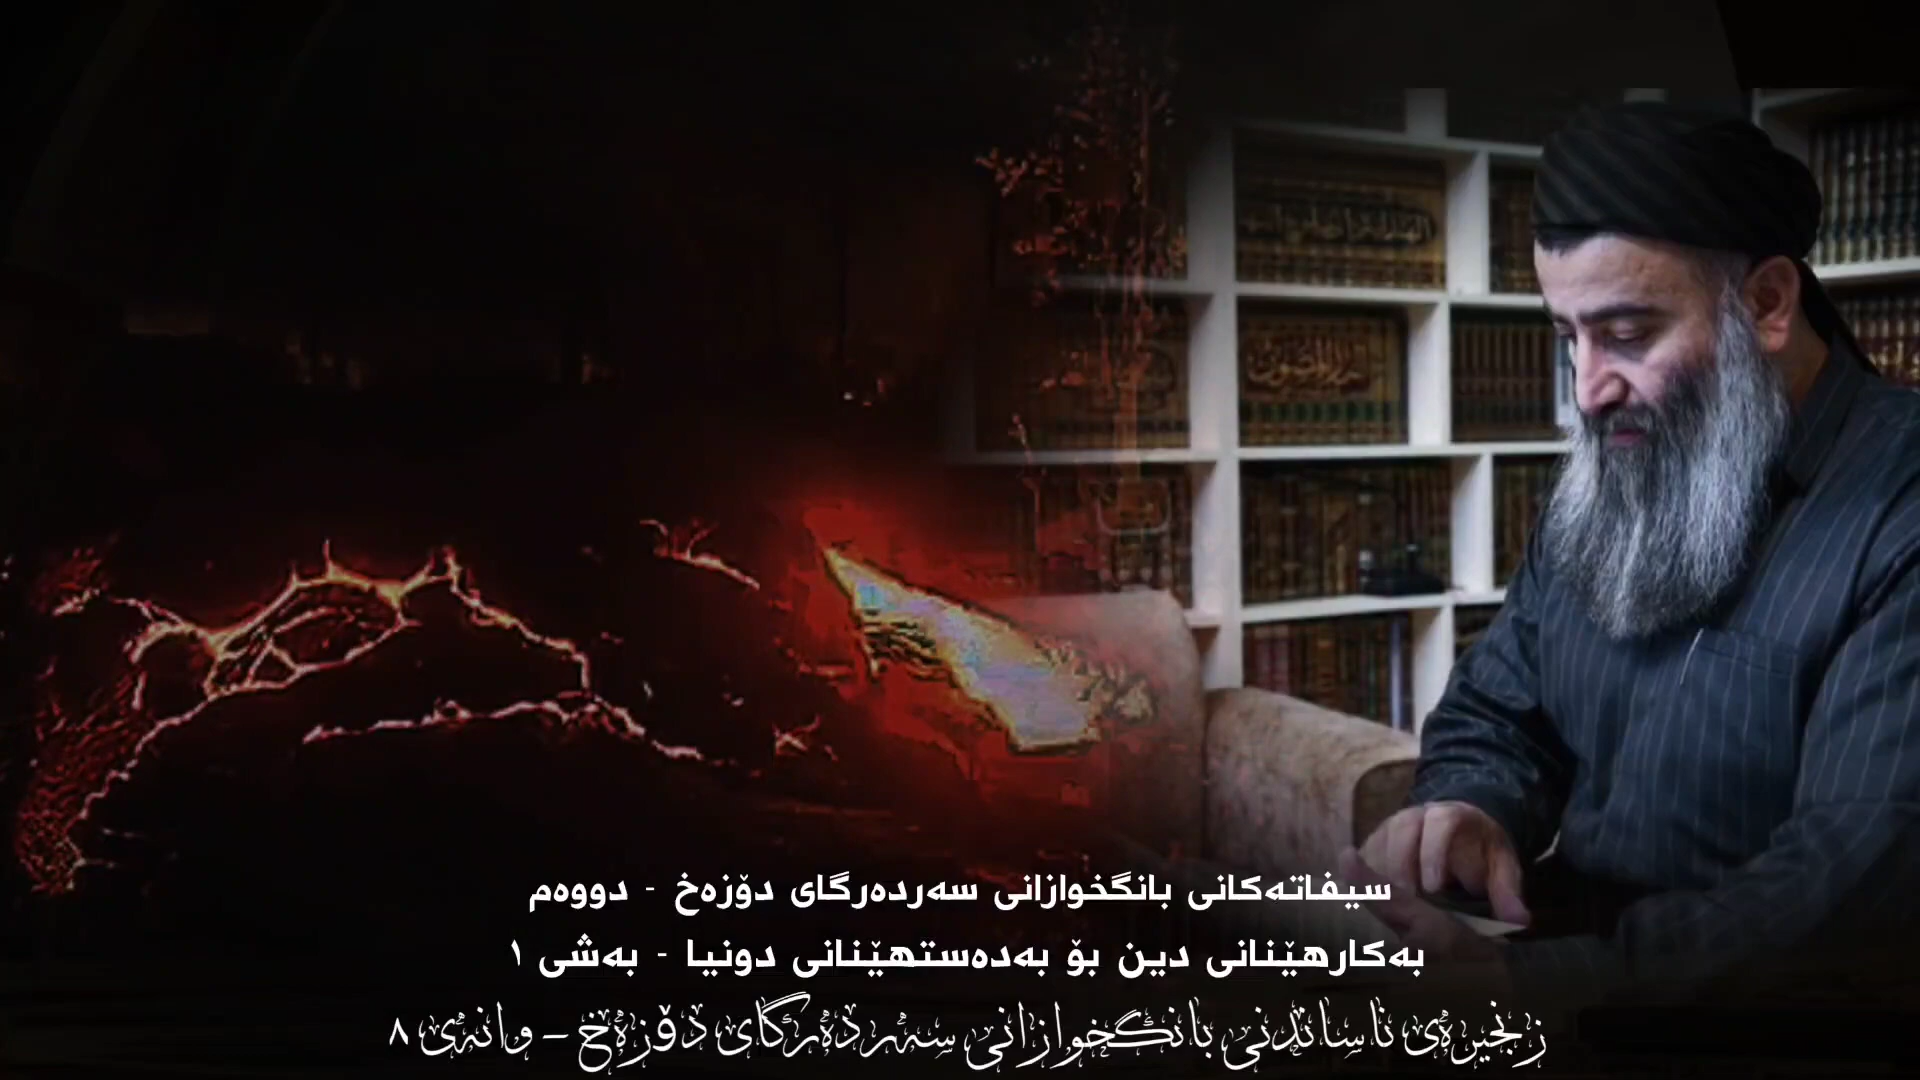 سیفاتەکانی بانگخوازانی سەردەرگای دۆزەخ - دووەم
بەکارهێنانی دین بۆ بەدەستهێنانی دونیا - بەشی ١
زنجیرەی ناساندنی بانگخوازانی سەردەرگای دۆزەخ – وانەی ٨